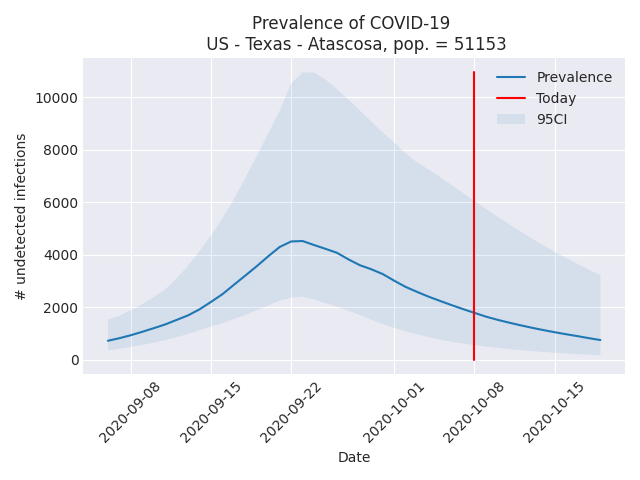 Prevalence of COVID-19
US - Texas - Atascosa, pop. = 51153
Prevalence
Today
95CI
# undetected infections
10000
8000
6000
4000
2000
0
2020-09-08
2020-09-15
2020-09-22
2020-10-01
2020-10-08
2020-10-15
Date